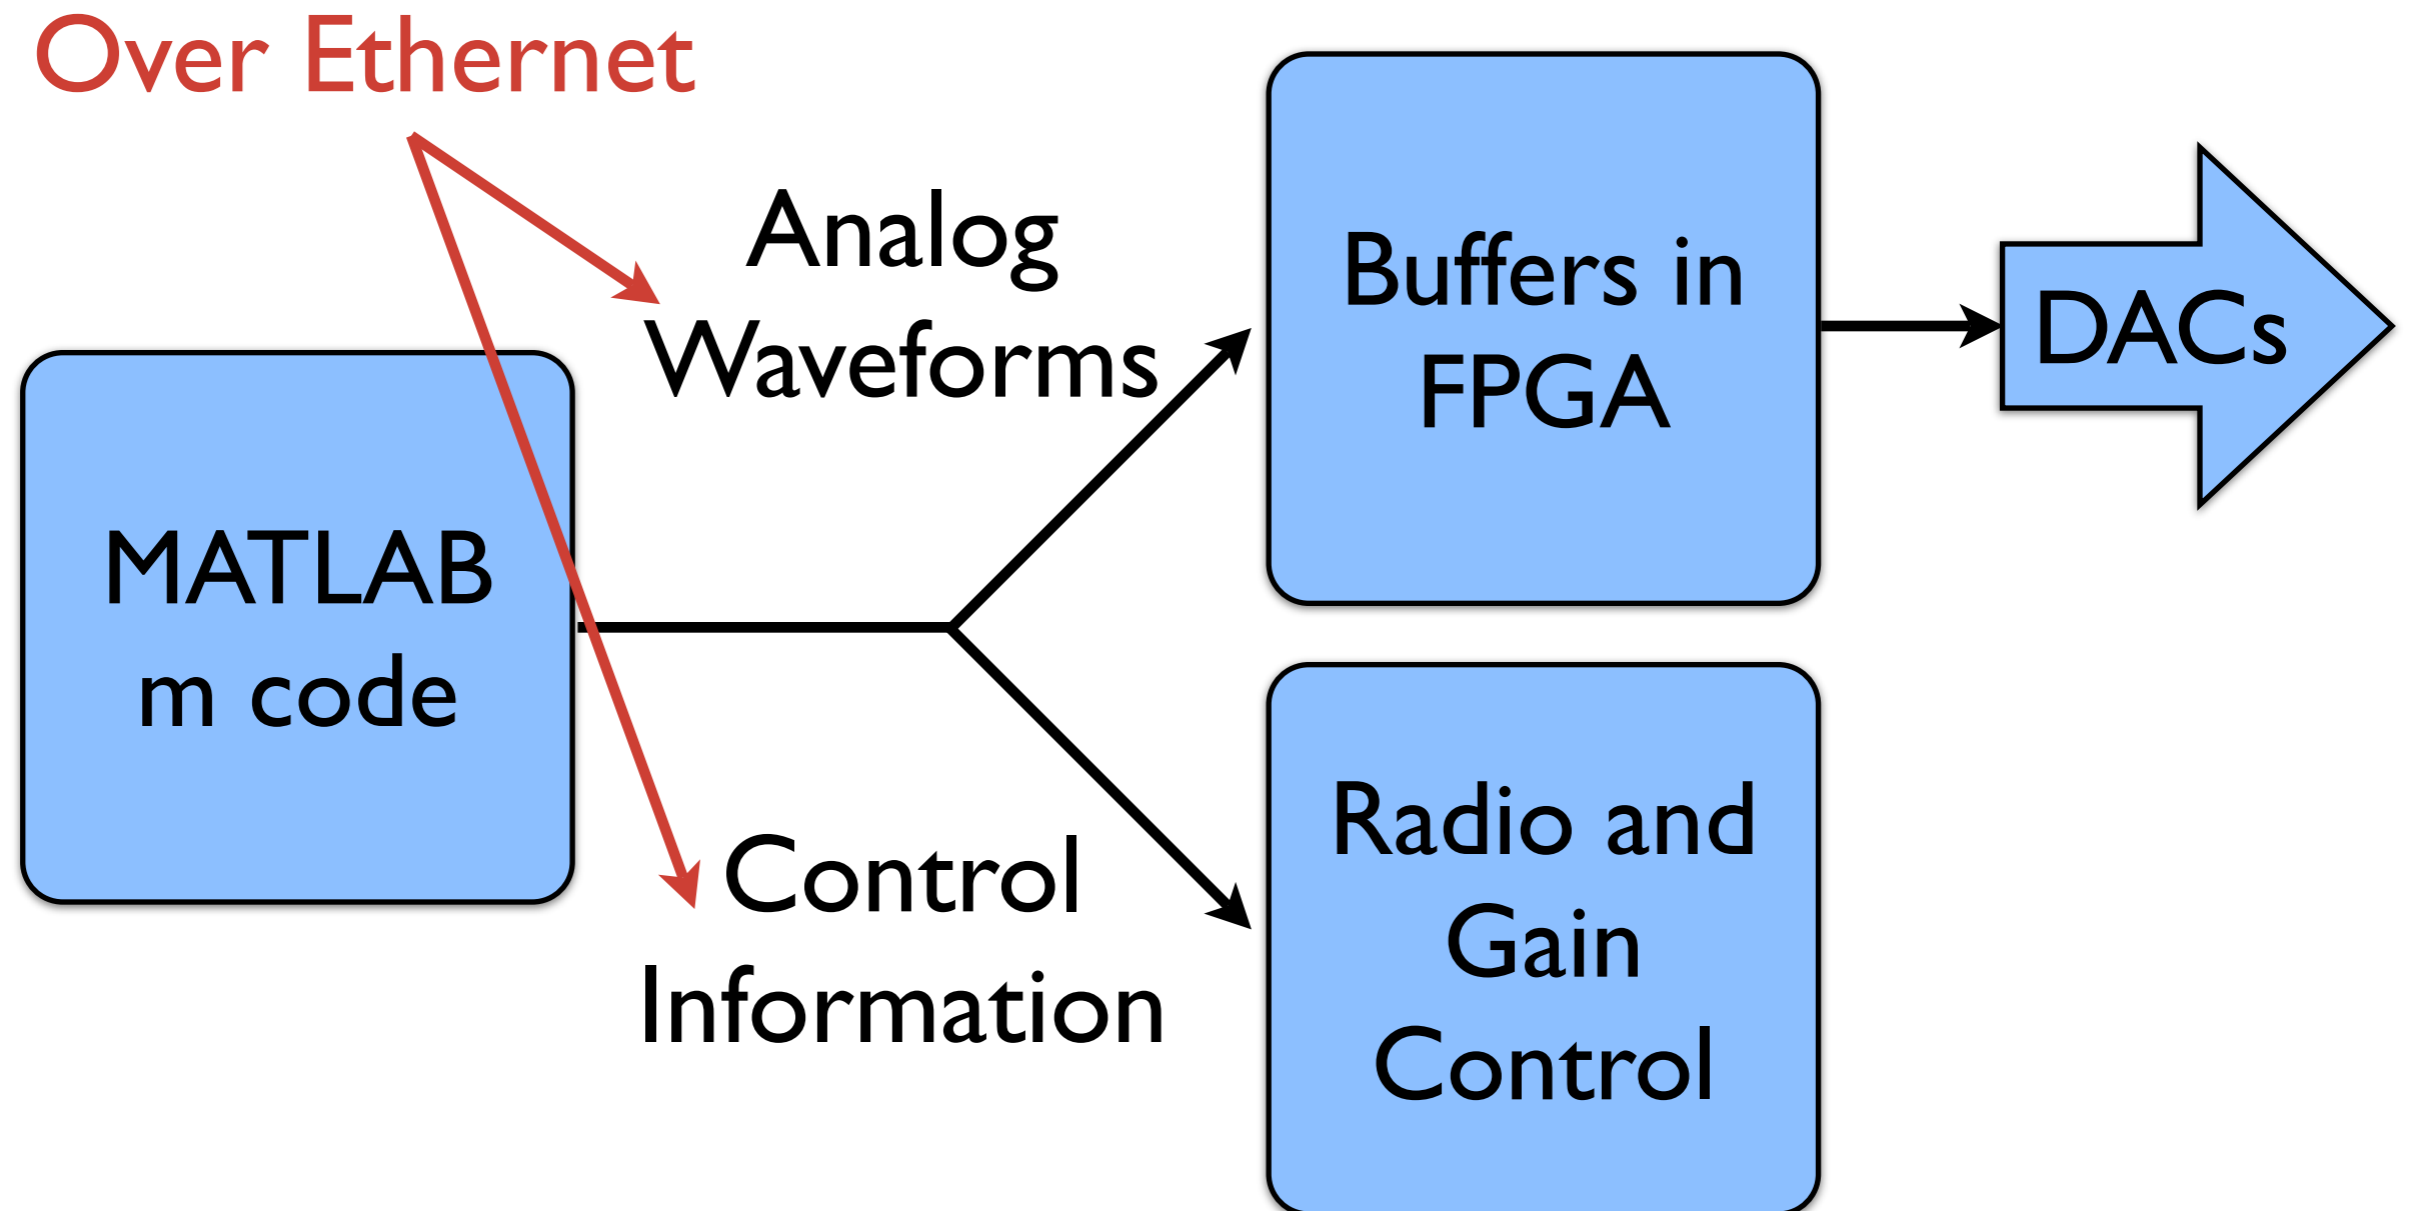 Over Ethernet
Analog
Waveforms
MATLAB
m code
Control
Information
Buffers in
FPGA
DACs
Radio and
Gain
Control